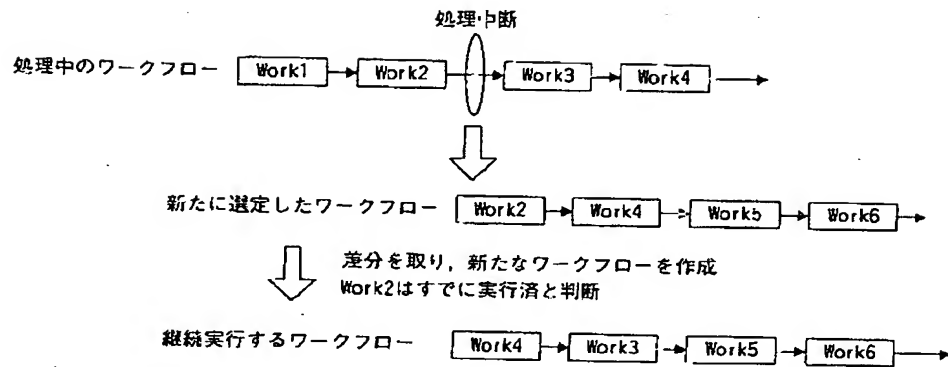 処理中断
処理中のワークフロー Work1 Work2 Work3 Work4
新たに選定したワークフロー Work2 Work4 Work5 Work6
差分を取り，新たなワークフローを作成
Work2はすでに実行済と判断
継続実行するワークフロー Work4 Work3 Work5 Work6